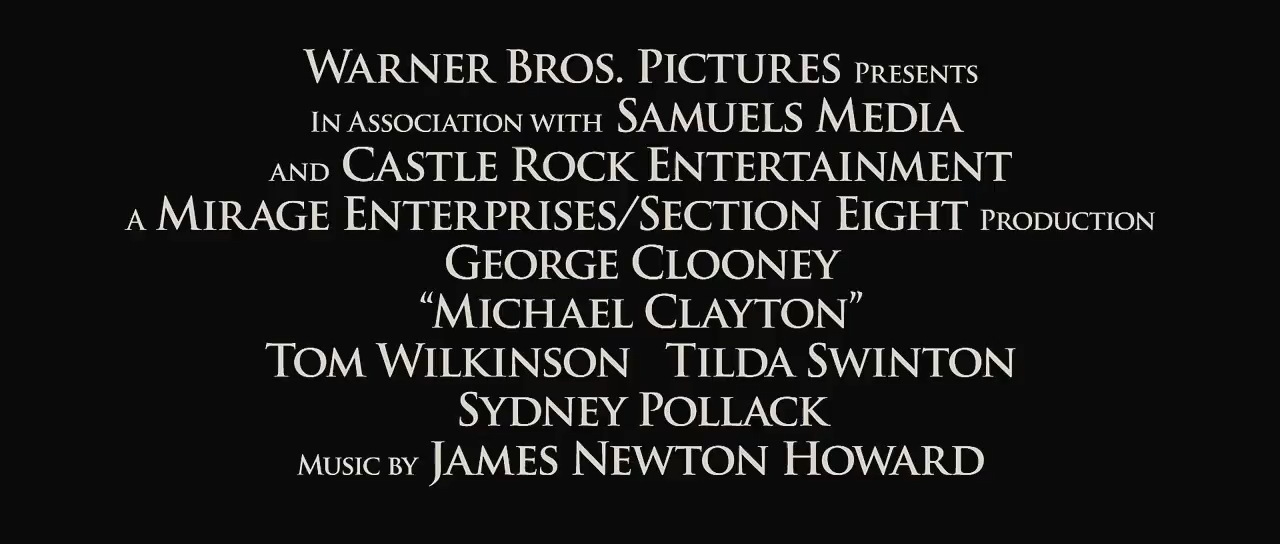 WARNER BROS. PICTURES PRESENTS
IN ASSOCIATION WITH SAMUELS MEDIA
AND CASTLE ROCK ENTERTAINMENT
A MIRAGE ENTERPRISES/SECTION EIGHT PRODUCTION
GEORGE CLOONEY
“MICHAEL CLAYTON”
TOM WILKINSON TILDA SWINTON
SYDNEY POLLACK
MUSIC BY JAMES NEWTON HOWARD